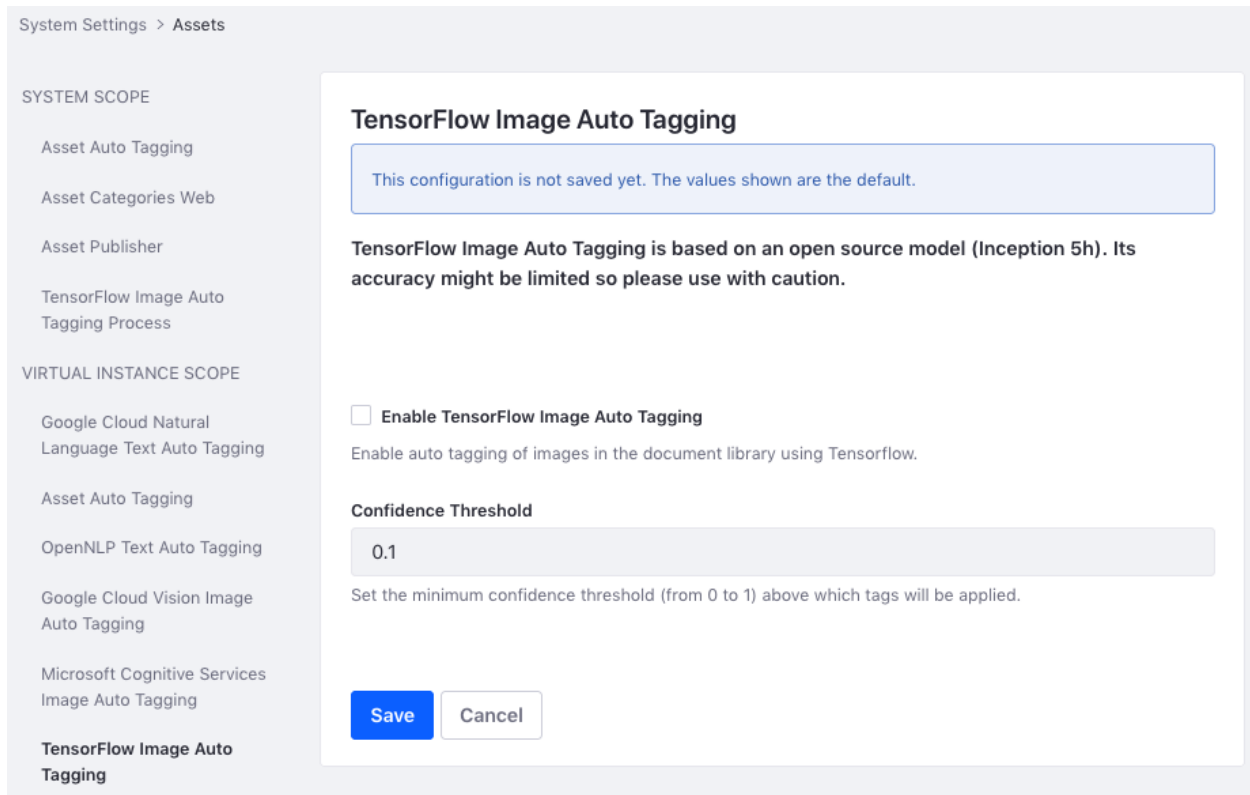 System Settings > Assets
SYSTEM SCOPE
Asset Auto Tagging
Asset Categories Web
Asset Publisher
TensorFlow Image Auto
Tagging Process
VIRTUAL INSTANCE SCOPE
Google Cloud Natural
Language Text Auto Tagging
Asset Auto Tagging
OpenNLP Text Auto Tagging
Google Cloud Vision Image
Auto Tagging
Microsoft Cognitive Services
Image Auto Tagging
TensorFlow Image Auto
Tagging
TensorFlow Image Auto Tagging
This configuration is not saved yet. The values shown are the default.
TensorFlow Image Auto Tagging is based on an open source model (Inception 5h). Its
accuracy might be limited so please use with caution.
Enable TensorFlow Image Auto Tagging
Enable auto tagging of images in the document library using Tensorflow.
Confidence Threshold
0.1
Set the minimum confidence threshold (from 0 to 1) above which tags will be applied.
Save Cancel